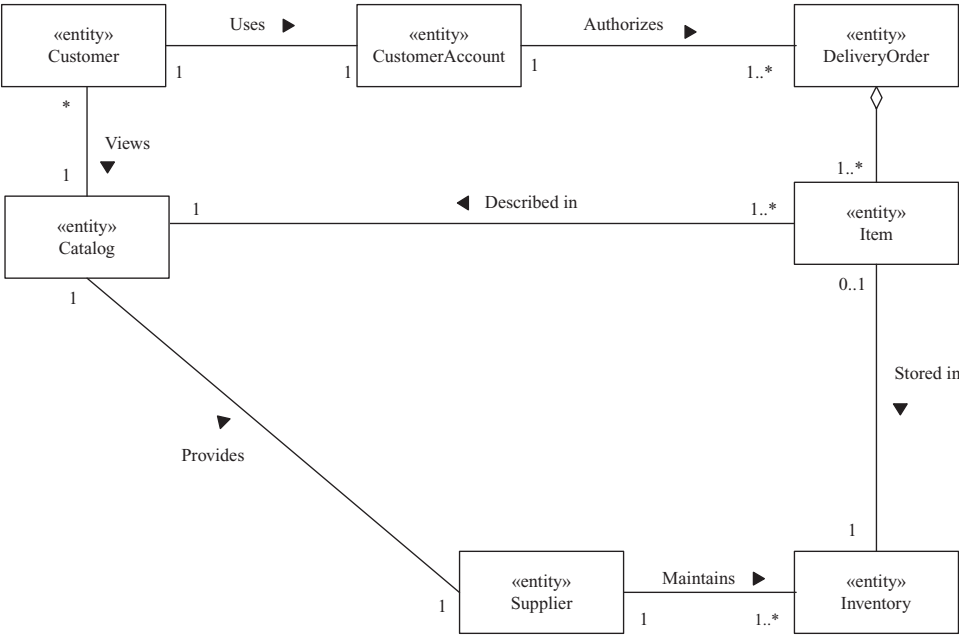 Uses
Authorizes
«entity»
Customer
«entity»
CustomerAccount
«entity»
DeliveryOrder
1
1
1
1..*
*
Views
1
1..*
1
Described in
1..*
«entity»
Catalog
«entity»
Item
1
0..1
Stored in
Provides
1
«entity»
Supplier
Maintains
«entity»
Inventory
1
1
1..*